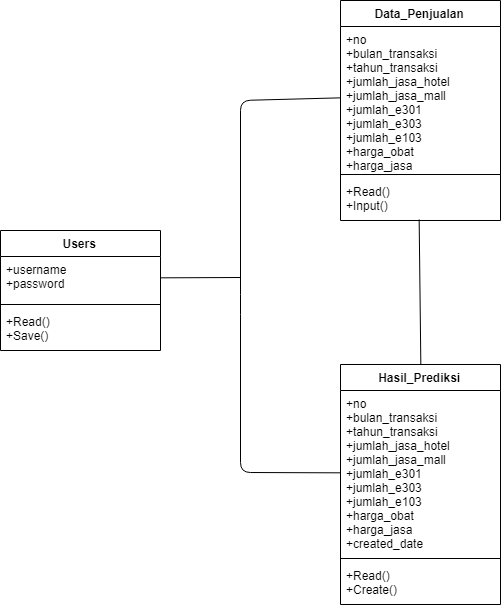 Data_Penjualan
+no
+bulan_transaksi
+tahun_transaksi
+jumlah_jasa_hotel
+jumlah_jasa_mall
+jumlah_e301
+jumlah_e303
+jumlah_e103
+harga_obat
+harga_jasa
+Read()
+Input()
Users
+username
+password
+Read()
+Save()
Hasil_Prediksi
+no
+bulan_transaksi
+tahun_transaksi
+jumlah_jasa_hotel
+jumlah_jasa_mall
+jumlah_e301
+jumlah_e303
+jumlah_e103
+harga_obat
+harga_jasa
+created_date
+Read()
+Create()